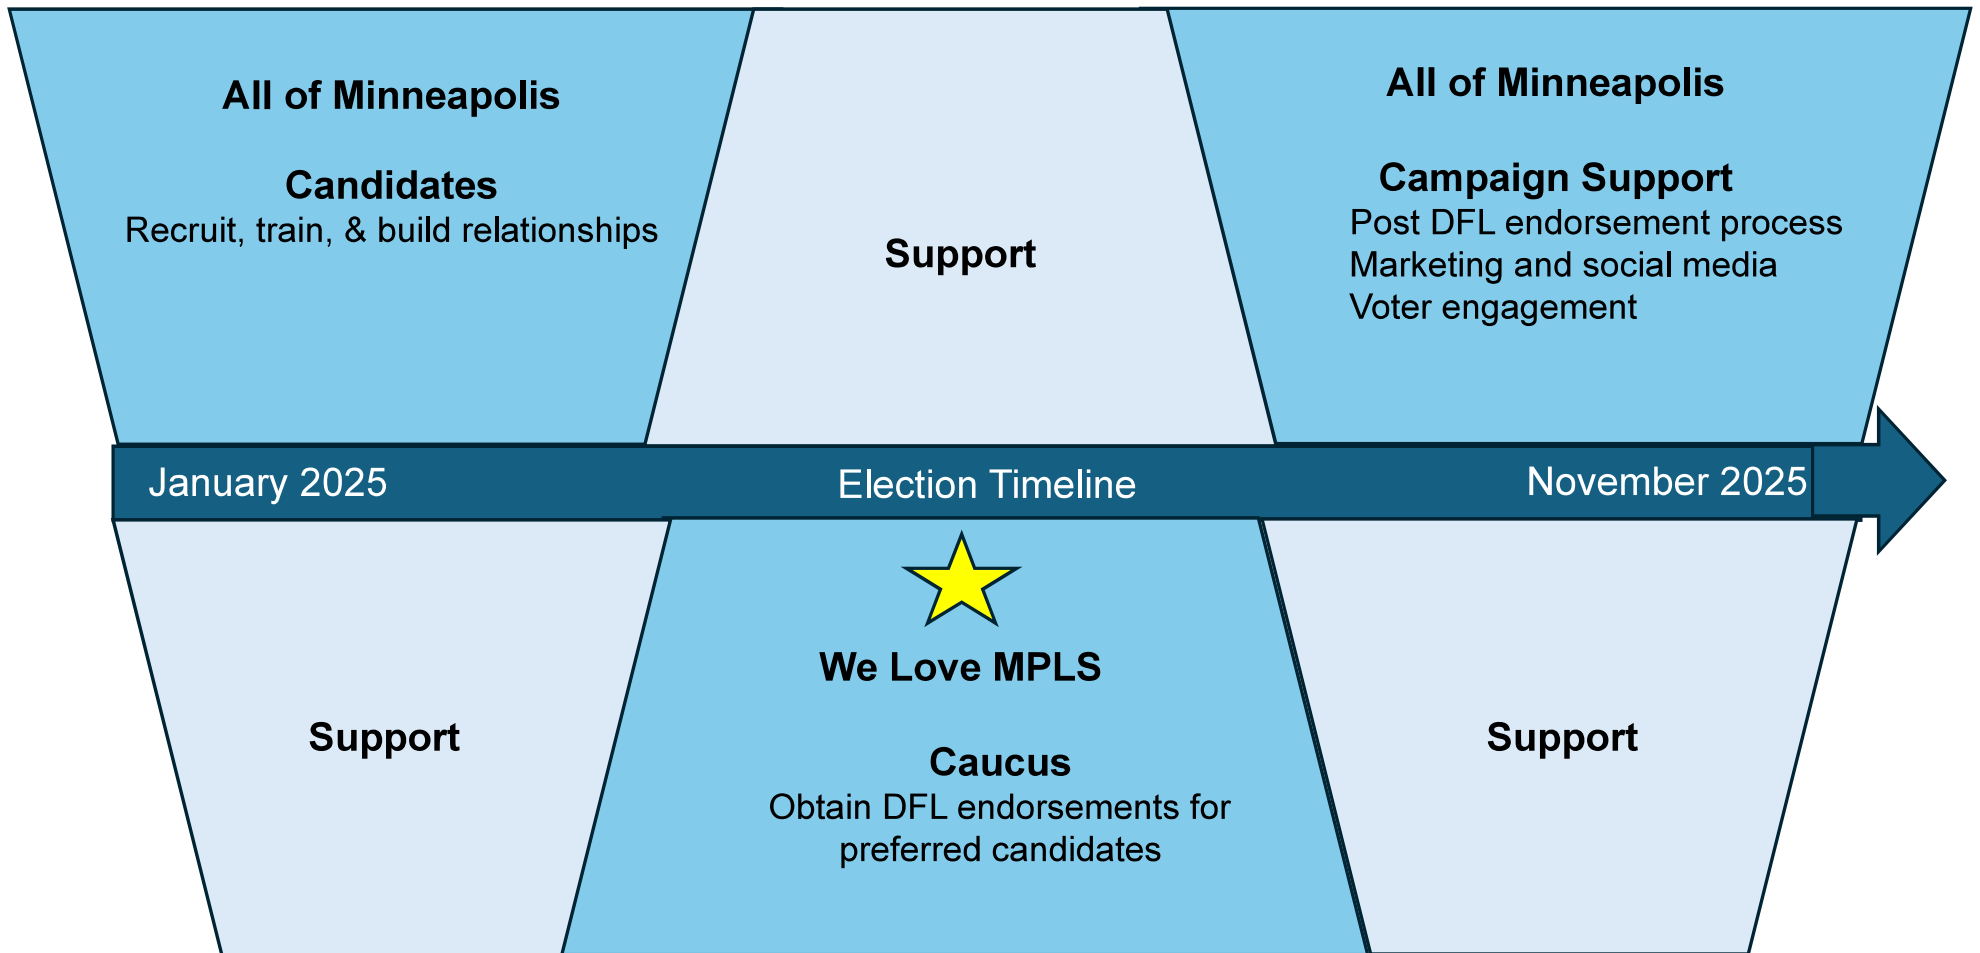 All of Minneapolis
Candidates
Recruit, train, & build relationships
Support
All of Minneapolis
Campaign Support
Post DFL endorsement process
Marketing and social media
Voter engagement
January 2025
Election Timeline
November 2025
Support
We Love MPLS
Caucus
Obtain DFL endorsements for
preferred candidates
Support